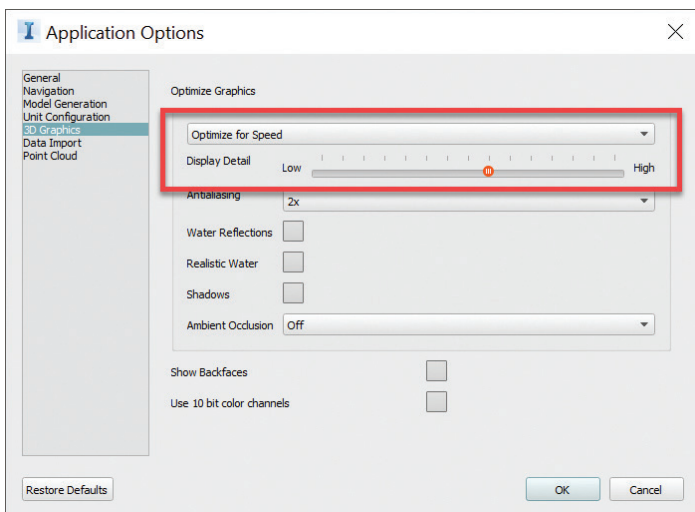 Application Options
General
Navigation
Model Generation
Unit Configuration
3D Graphics
Data Import
Point Cloud
Optimize Graphics
Optimize for Speed
Display Detail
Low
High
Antialiasing
2x
Water Reflections
Realistic Water
Shadows
Ambient Occlusion
Off
Show Backfaces
Use 10 bit color channels
Restore Defaults
OK
Cancel